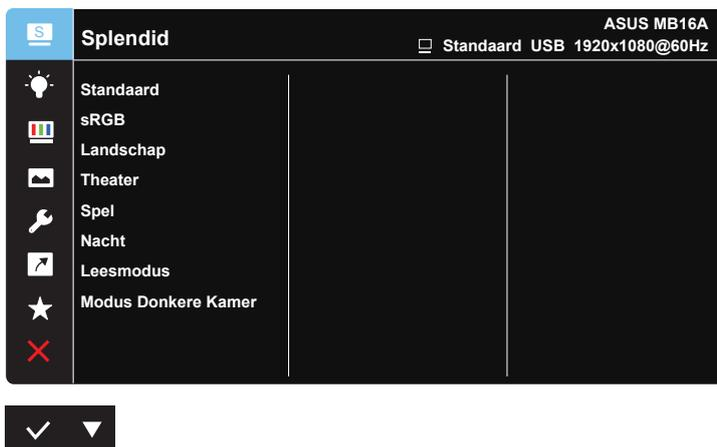 S
Splendid
ASUS MB16A
Standaard USB 1920x1080@60Hz
Standaard
sRGB
Landschap
Theater
Spel
Nacht
Leesmodus
Modus Donkere Kamer